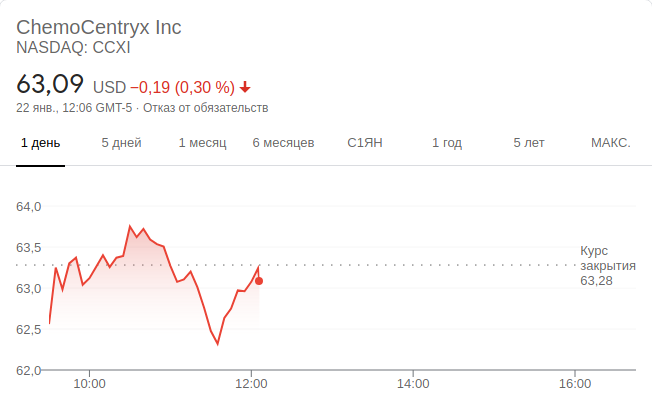 ChemoCentryx Inc
NASDAQ: CCXI
63,09 USD −0,19 (0,30 %)
22 янв., 12:06 GMT-5 · Отказ от обязательств
1 день 5 дней 1 месяц 6 месяцев С1ЯН 1 год 5 лет МАКС.
64,0
63,5
Курс
закрытия
63,28
63,0
62,5
62,0
10:00 12:00 14:00 16:00